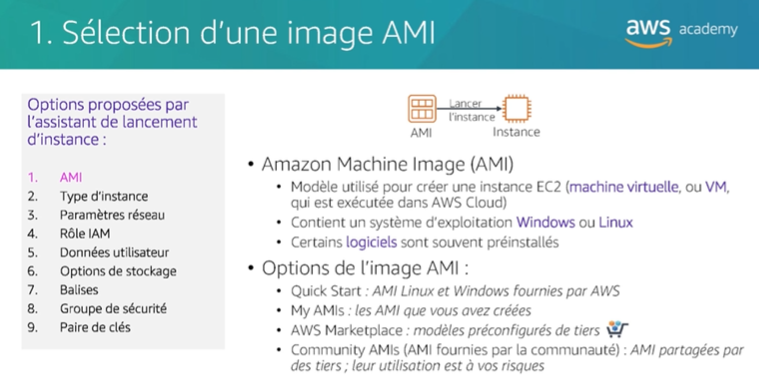 1. Sélection d'une image AMI
aws academy
Options proposées par
l'assistant de lancement
d'instance :
1. AMI
2. Type d'instance
3. Paramètres réseau
4. Rôle IAM
5. Données utilisateur
6. Options de stockage
7. Balises
8. Groupe de sécurité
9. Paire de clés
Lancer
l'instance
AMI
Instance
• Amazon Machine Image (AMI)
• Modèle utilisé pour créer une instance EC2 (machine virtuelle, ou VM,
qui est exécutée dans AWS Cloud)
• Contient un système d'exploitation Windows ou Linux
• Certains logiciels sont souvent préinstallés
• Options de l'image AMI :
• Quick Start : AMI Linux et Windows fournies par AWS
• My AMIs : les AMI que vous avez créées
• AWS Marketplace : modèles préconfigurés de tiers
• Community AMIs (AMI fournies par la communauté) : AMI partagées par
des tiers ; leur utilisation est à vos risques